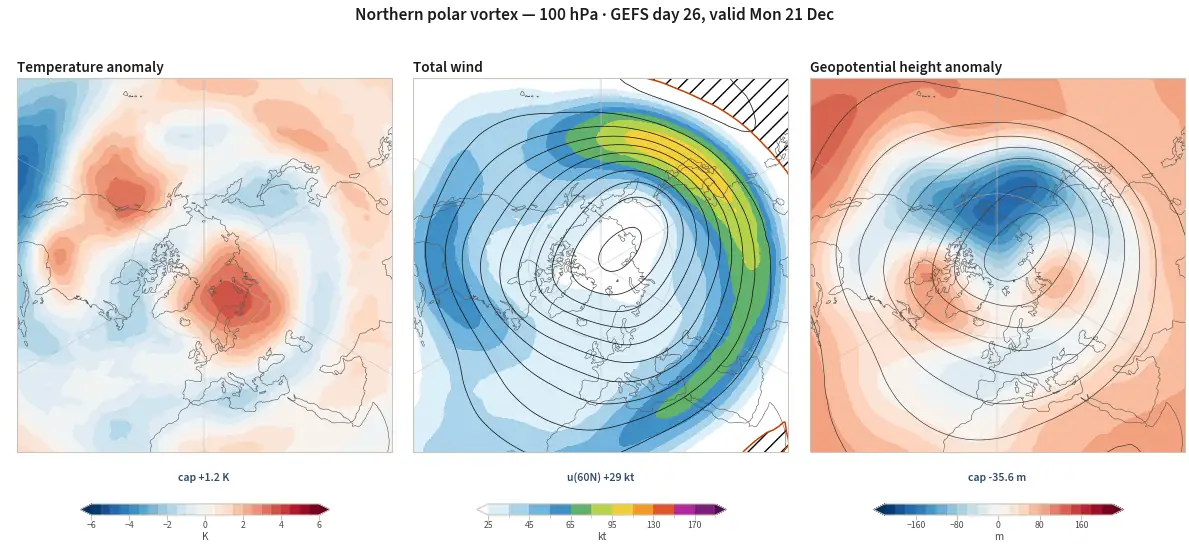 Northern polar vortex — 100 hPa · GEFS day 26, valid Mon 21 Dec
Temperature anomaly
Total wind
Geopotential height anomaly
cap +1.2 K
u(60N) +29 kt
cap -35.6 m
−6 −4 −2 0 2 4 6
K
25 45 65 95 130 170
kt
−160 −80 0 80 160
m